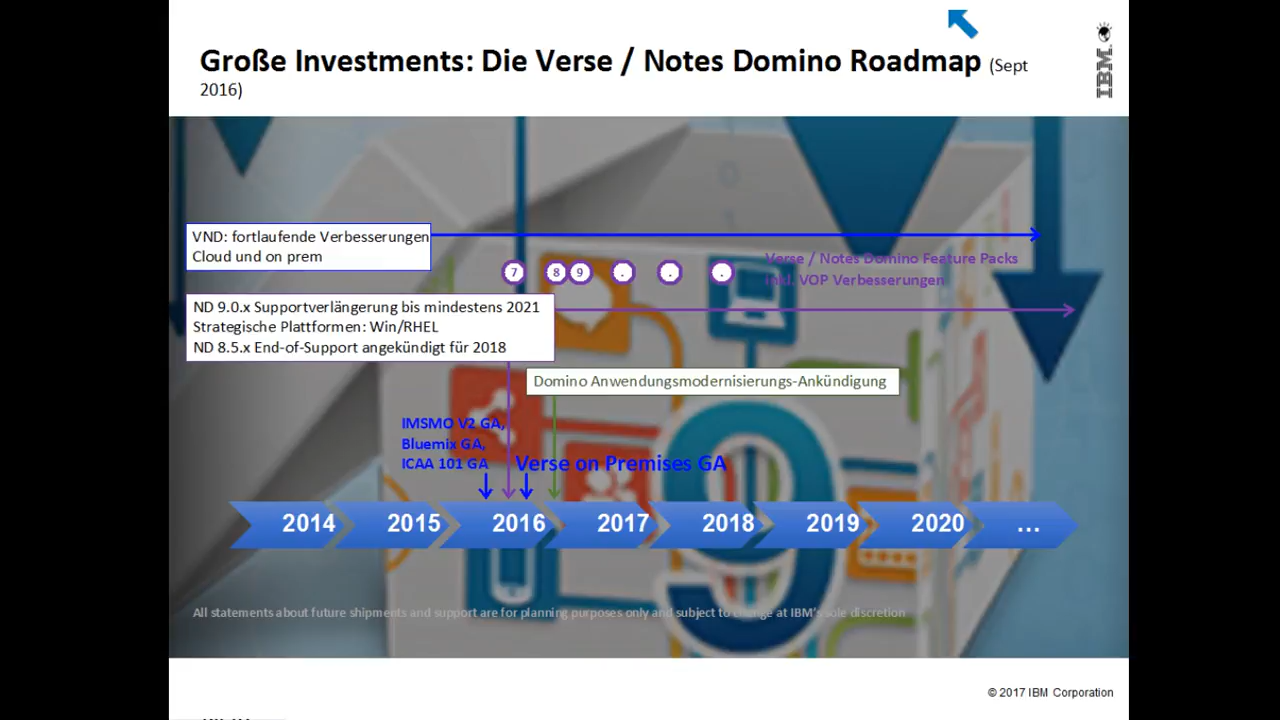 Große Investments: Die Verse / Notes Domino Roadmap (Sept
2016)
IBM
VND: fortlaufende Verbesserungen
Cloud und on prem
7 8 9 . . .
Verse / Notes Domino Feature Packs
inkl. VOP Verbesserungen
ND 9.0.x Supportverlängerung bis mindestens 2021
Strategische Plattformen: Win/RHEL
ND 8.5.x End-of-Support angekündigt für 2018
Domino Anwendungsmodernisierungs-Ankündigung
IMSMO V2 GA,
Bluemix GA,
ICAA 101 GA
Verse on Premises GA
2014 2015 2016 2017 2018 2019 2020 ...
9
All statements about future shipments and support are for planning purposes only and subject to change at IBM's sole discretion
© 2017 IBM Corporation